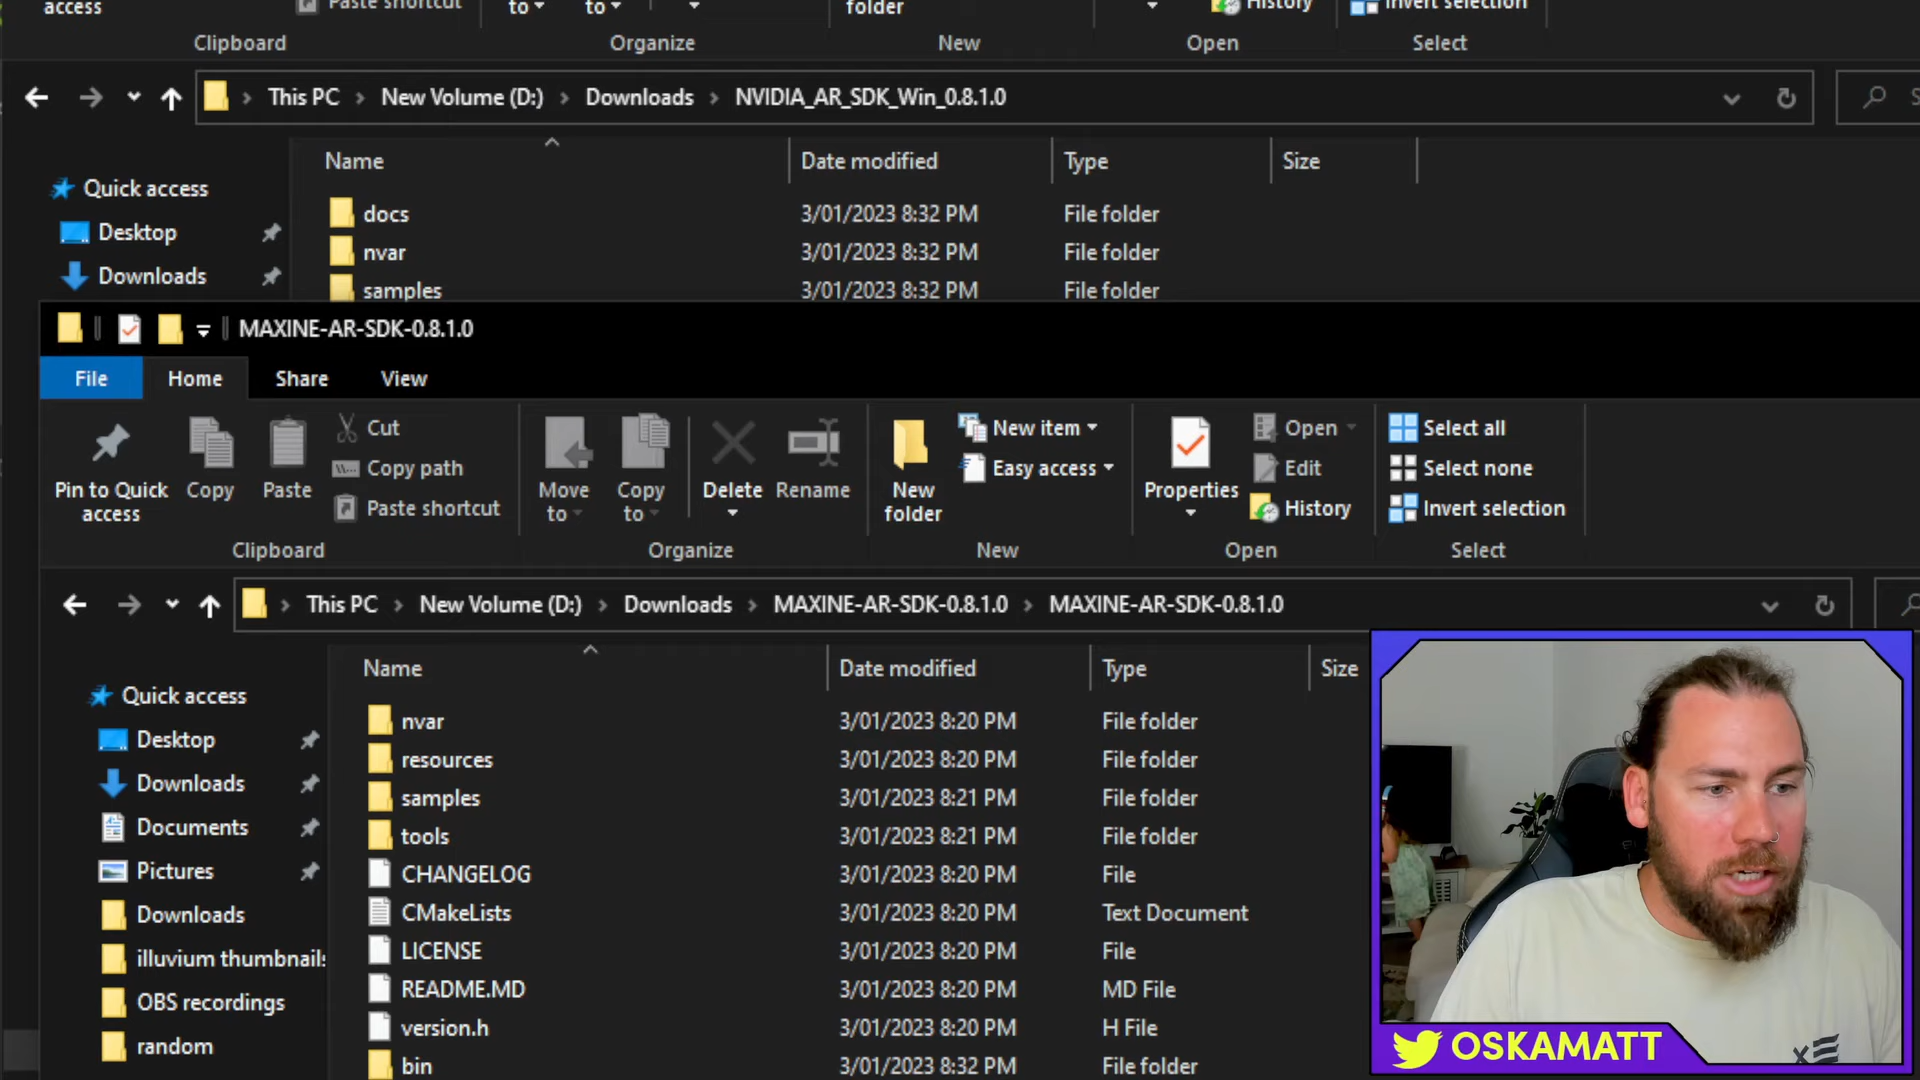 access Paste shortcut to to folder History Invert selection
Clipboard Organize New Open Select
This PC New Volume (D:) Downloads NVIDIA_AR_SDK_Win_0.8.1.0
Name Date modified Type Size
Quick access
Desktop
Downloads
docs 3/01/2023 8:32 PM File folder
nvar 3/01/2023 8:32 PM File folder
samples 3/01/2023 8:32 PM File folder
MAXINE-AR-SDK-0.8.1.0
File Home Share View
Pin to Quick access Copy Paste
Cut
Copy path
Paste shortcut
Move to Copy to Delete Rename
New folder
New item
Easy access
Properties
Open
Edit
History
Select all
Select none
Invert selection
Clipboard Organize New Open Select
This PC New Volume (D:) Downloads MAXINE-AR-SDK-0.8.1.0 MAXINE-AR-SDK-0.8.1.0
Name Date modified Type Size
Quick access
Desktop
Downloads
Documents
Pictures
Downloads
illuvium thumbnails
OBS recordings
random
nvar 3/01/2023 8:20 PM File folder
resources 3/01/2023 8:20 PM File folder
samples 3/01/2023 8:21 PM File folder
tools 3/01/2023 8:21 PM File folder
CHANGELOG 3/01/2023 8:20 PM File
CMakeLists 3/01/2023 8:20 PM Text Document
LICENSE 3/01/2023 8:20 PM File
README.MD 3/01/2023 8:20 PM MD File
version.h 3/01/2023 8:20 PM H File
bin 3/01/2023 8:32 PM File folder
OSKAMATT